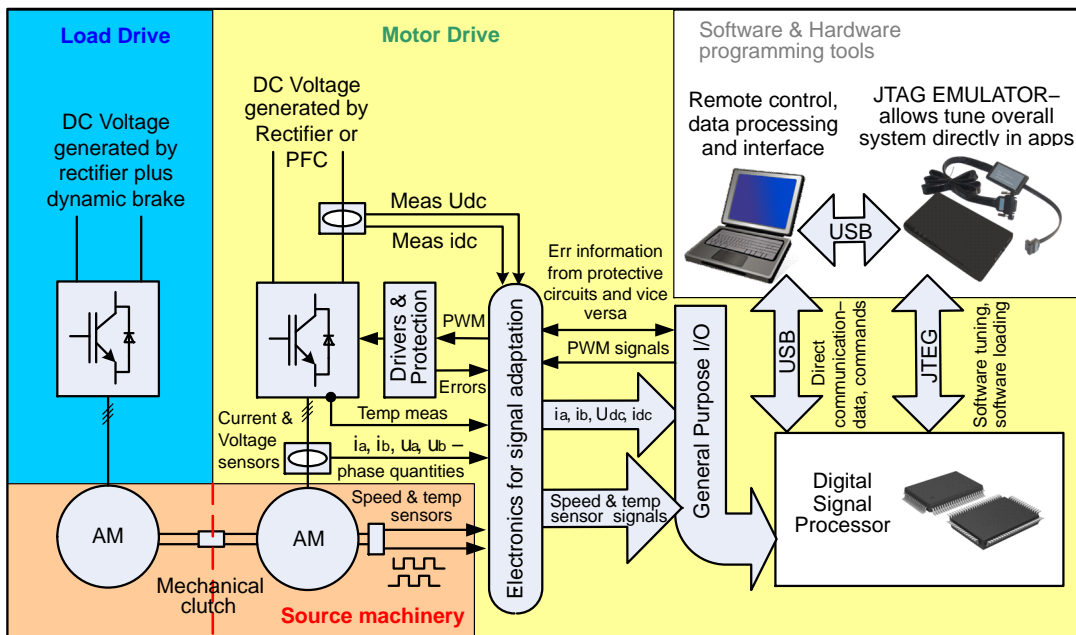 Load Drive
DC Voltage
generated by
rectifier plus
dynamic brake
Motor Drive
DC Voltage
generated by
Rectifier or
PFC
Meas Udc
Meas idc
Drivers &
Protection
PWM
Errors
Temp meas
Current &
Voltage
sensors
ia, ib, ua, ub –
phase quantities
Speed & temp
sensors
AM
AM
Mechanical
clutch
Source machinery
Electronics for signal adaptation
Err information
from protective
circuits and vice
versa
PWM signals
ia, ib, Udc, idc
Speed & temp
sensor signals
General Purpose I/O
Software & Hardware
programming tools
Remote control,
data processing
and interface
JTAG EMULATOR–
allows tune overall
system directly in apps
USB
USB
Direct
communication–
data, commands
JTEG
Software tuning,
software loading
Digital
Signal
Processor